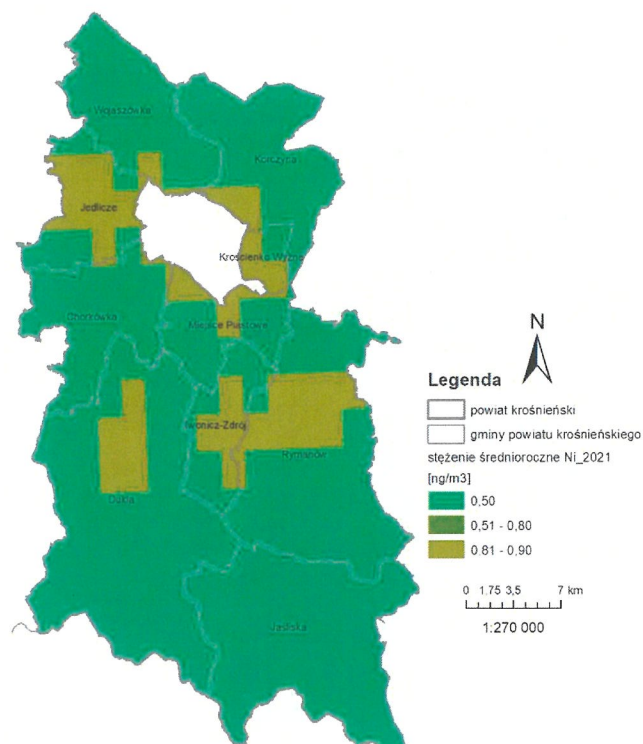 Wojaszówka
Korczyna
Jedlicze
Krościenko Wyżne
Chorkówka
Miejsce Piastowe
Iwonicz-Zdrój
Rymanów
Dukla
Jaśliska
N
Legenda
powiat krośnieński
gminy powiatu krośnieńskiego
stężenie średnioroczne Ni_2021
[ng/m3]
0,50
0,51 - 0,80
0,81 - 0,90
0 1,75 3,5 7 km
1:270 000